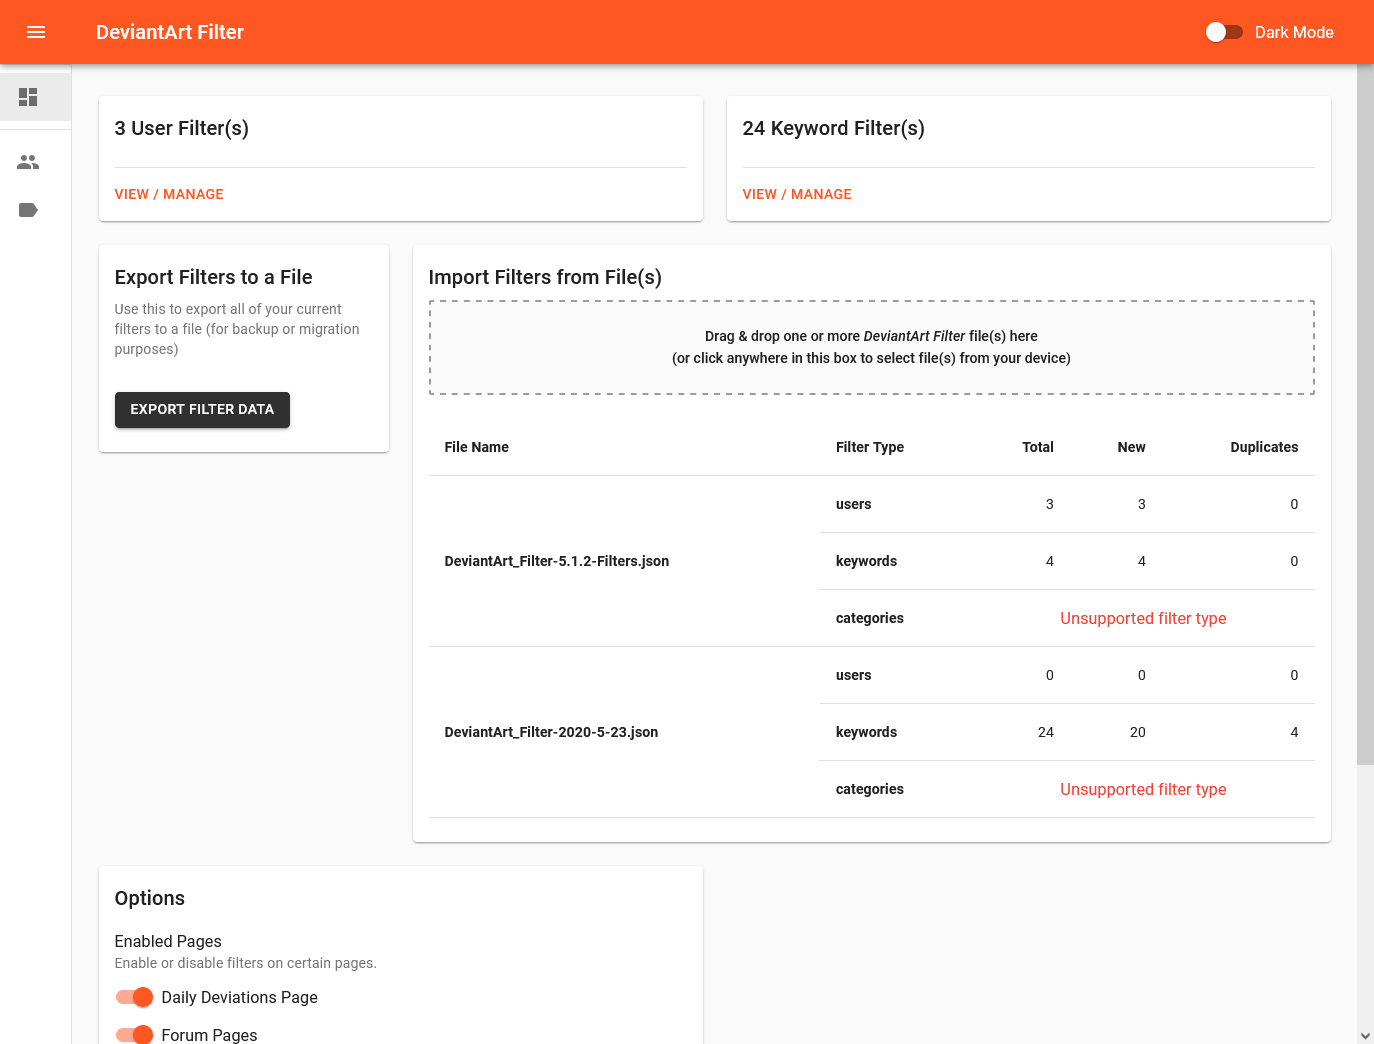 DeviantArt Filter
Dark Mode
3 User Filter(s)
VIEW / MANAGE
24 Keyword Filter(s)
VIEW / MANAGE
Export Filters to a File
Use this to export all of your current
filters to a file (for backup or migration
purposes)
EXPORT FILTER DATA
Import Filters from File(s)
Drag & drop one or more DeviantArt Filter file(s) here
(or click anywhere in this box to select file(s) from your device)
File Name Filter Type Total New Duplicates
users 3 3 0
DeviantArt_Filter-5.1.2-Filters.json keywords 4 4 0
categories Unsupported filter type
users 0 0 0
DeviantArt_Filter-2020-5-23.json keywords 24 20 4
categories Unsupported filter type
Options
Enabled Pages
Enable or disable filters on certain pages.
Daily Deviations Page
Forum Pages